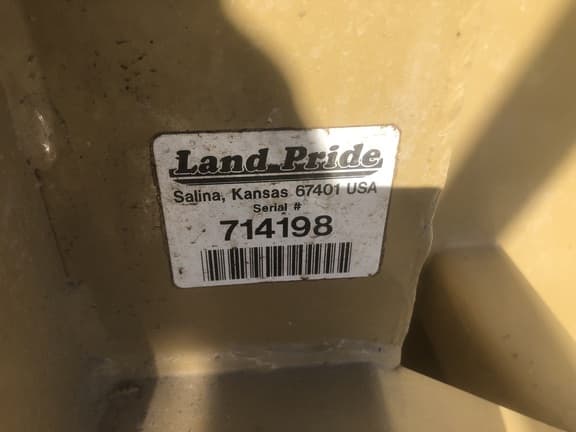 Land Pride
Salina, Kansas 67401 USA
Serial #
714198